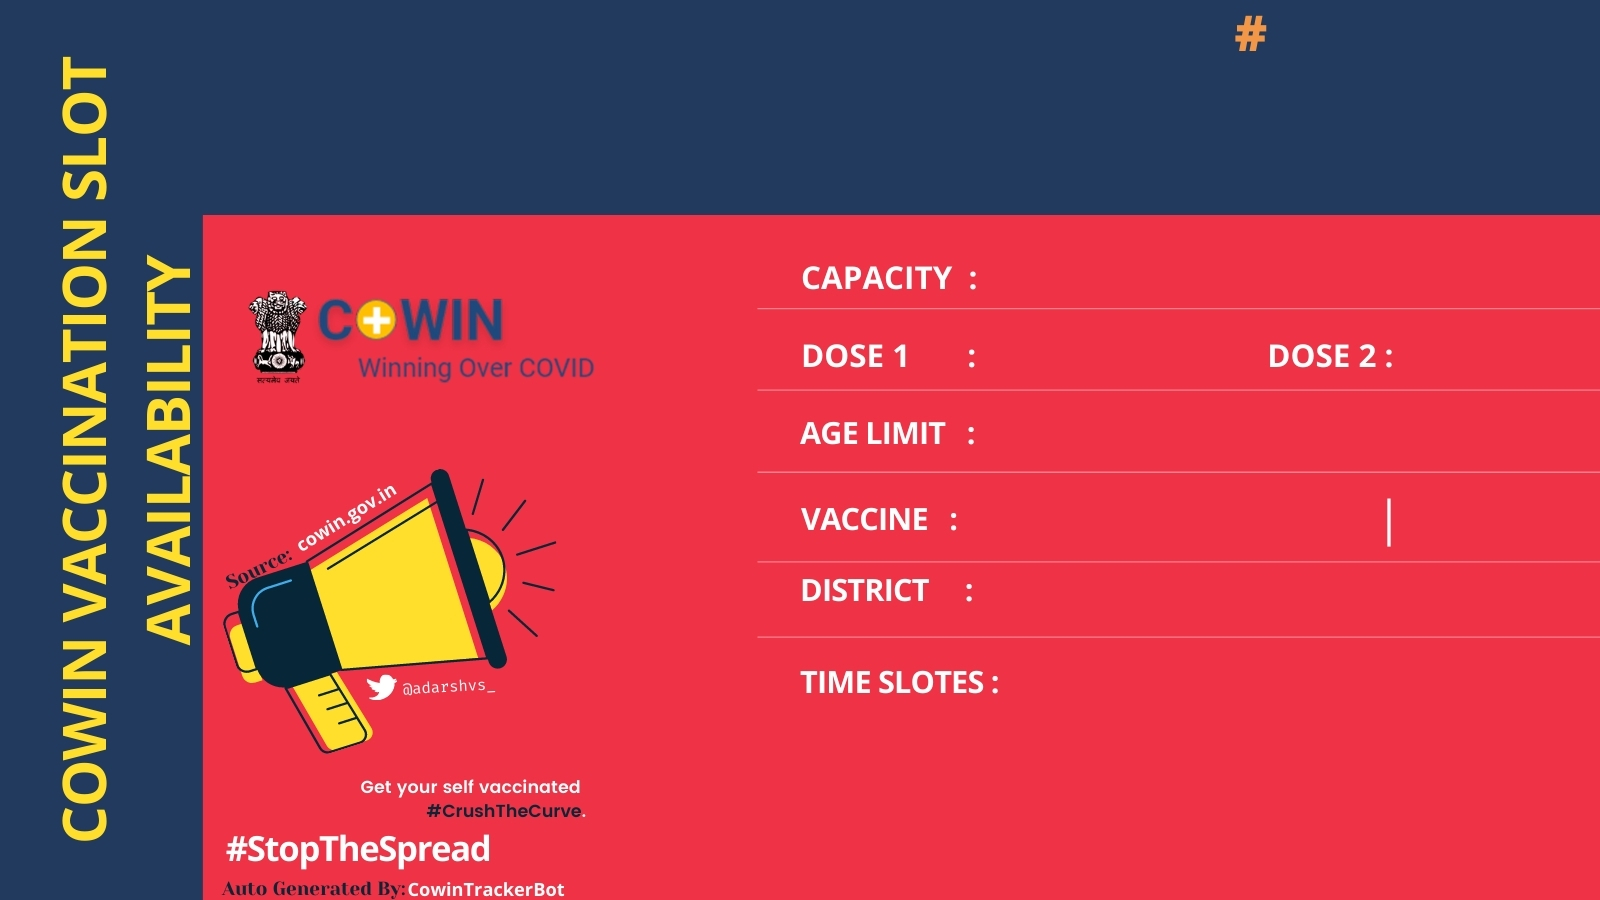 #
COWIN VACCINATION SLOT
AVAILABILITY
COWIN
Winning Over COVID
सत्यमेव जयते
CAPACITY :
DOSE 1 : DOSE 2 :
AGE LIMIT :
VACCINE :
DISTRICT :
TIME SLOTES :
Source: cowin.gov.in
@adarshvs_
Get your self vaccinated
#CrushTheCurve.
#StopTheSpread
Auto Generated By: CowinTrackerBot